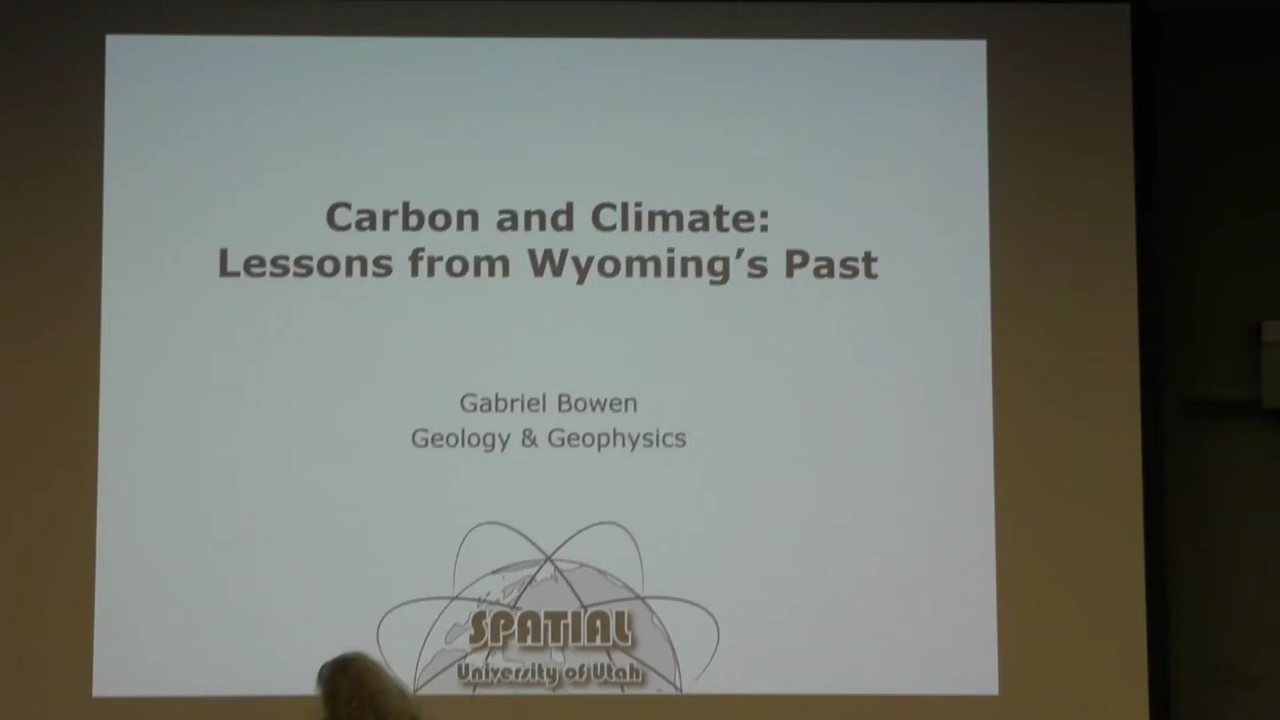 Carbon and Climate:
Lessons from Wyoming’s Past
Gabriel Bowen
Geology & Geophysics
SPATIAL
University of Utah